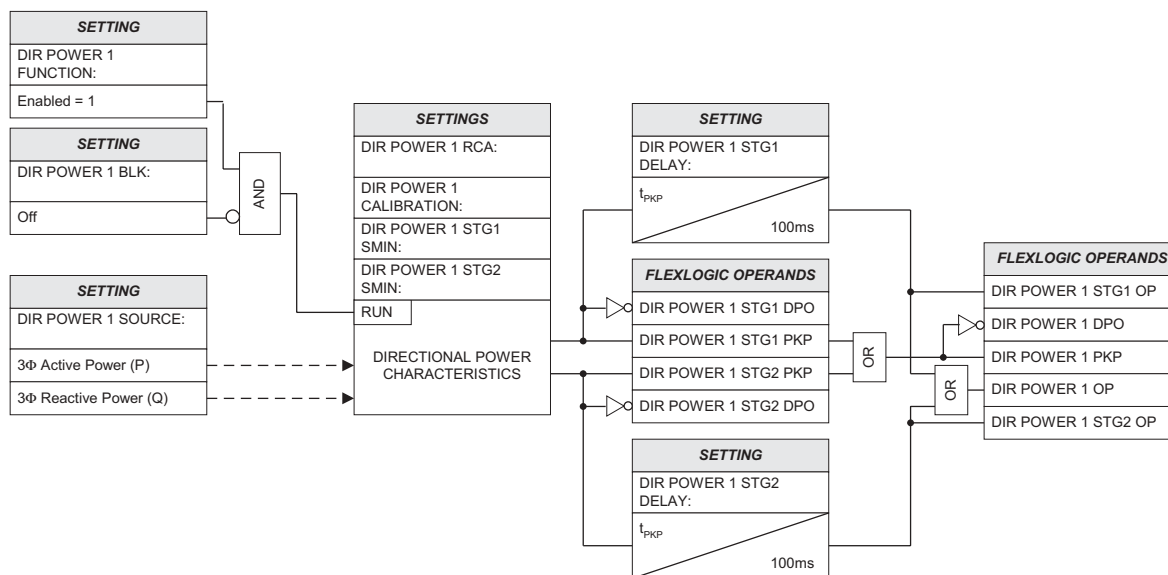 SETTING
DIR POWER 1
FUNCTION:
Enabled = 1
SETTING
DIR POWER 1 BLK:
Off
AND
SETTING
DIR POWER 1 SOURCE:
3Φ Active Power (P)
3Φ Reactive Power (Q)
SETTINGS
DIR POWER 1 RCA:
DIR POWER 1
CALIBRATION:
DIR POWER 1 STG1
SMIN:
DIR POWER 1 STG2
SMIN:
RUN
DIRECTIONAL POWER
CHARACTERISTICS
SETTING
DIR POWER 1 STG1
DELAY:
tPKP
100ms
FLEXLOGIC OPERANDS
DIR POWER 1 STG1 DPO
DIR POWER 1 STG1 PKP
DIR POWER 1 STG2 PKP
DIR POWER 1 STG2 DPO
SETTING
DIR POWER 1 STG2
DELAY:
tPKP
100ms
OR
OR
FLEXLOGIC OPERANDS
DIR POWER 1 STG1 OP
DIR POWER 1 DPO
DIR POWER 1 PKP
DIR POWER 1 OP
DIR POWER 1 STG2 OP